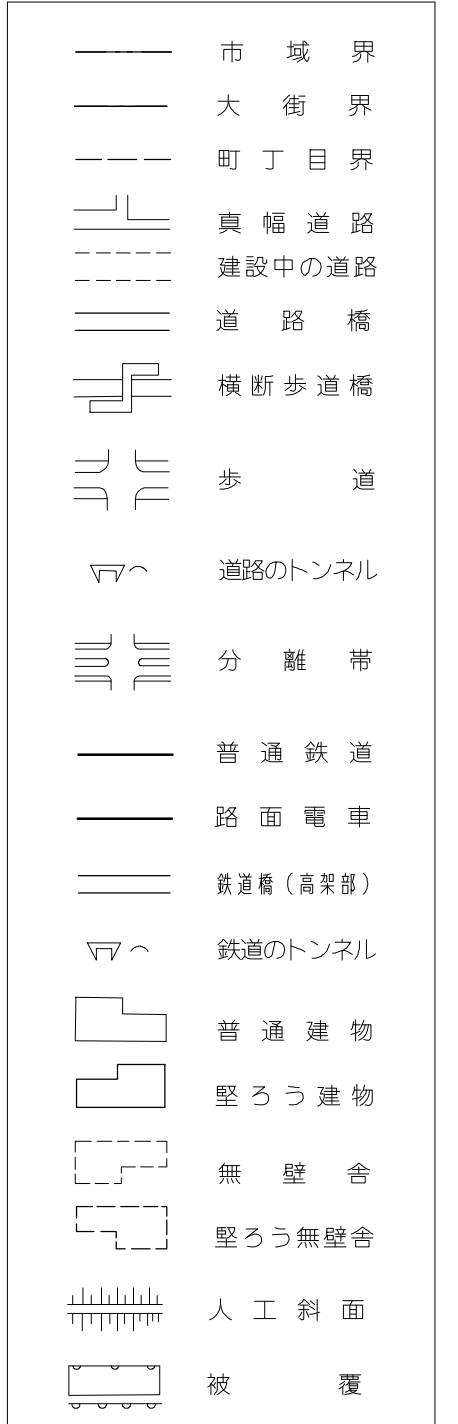 市域界
大街界
町丁目界
真幅道路
建設中の道路
道路橋
横断歩道橋
歩道
道路のトンネル
分離帯
普通鉄道
路面電車
鉄道橋（高架部）
鉄道のトンネル
普通建物
堅ろう建物
無壁舎
堅ろう無壁舎
人工斜面
被覆